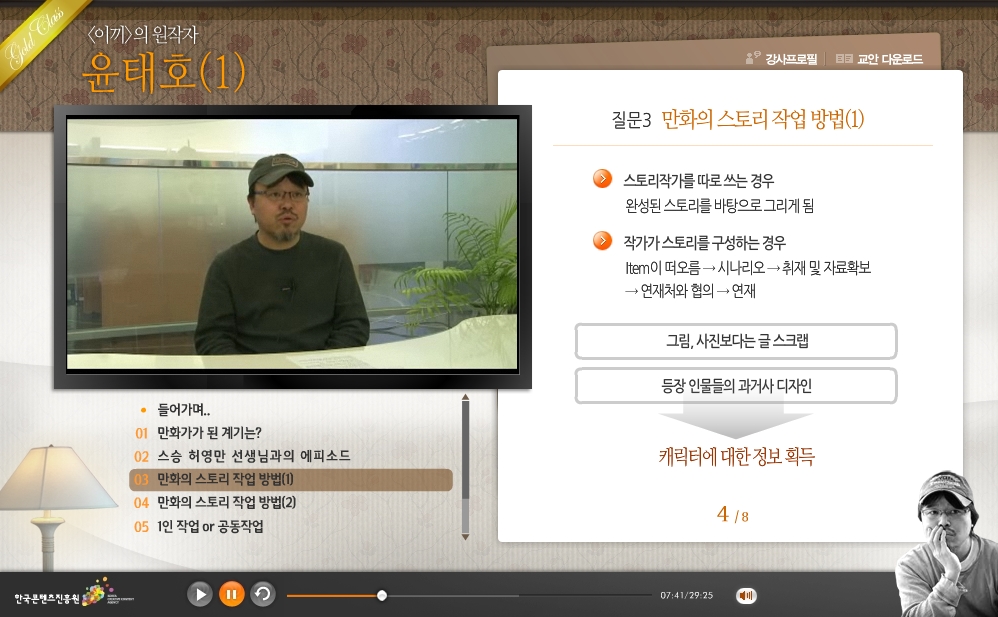 Gold Class
<이끼>의 원작자
윤태호(1)
강사프로필
교안 다운로드
질문3 만화의 스토리 작업 방법(1)
스토리작가를 따로 쓰는 경우
완성된 스토리를 바탕으로 그리게 됨
작가가 스토리를 구성하는 경우
Item이 떠오름 → 시나리오 → 취재 및 자료확보
→ 연재처와 협의 → 연재
그림, 사진보다는 글 스크랩
등장 인물들의 과거사 디자인
캐릭터에 대한 정보 획득
4 / 8
들어가며..
01 만화가가 된 계기는?
02 스승 허영만 선생님과의 에피소드
03 만화의 스토리 작업 방법(1)
04 만화의 스토리 작업 방법(2)
05 1인 작업 or 공동작업
한국콘텐츠진흥원
07:41/29:25